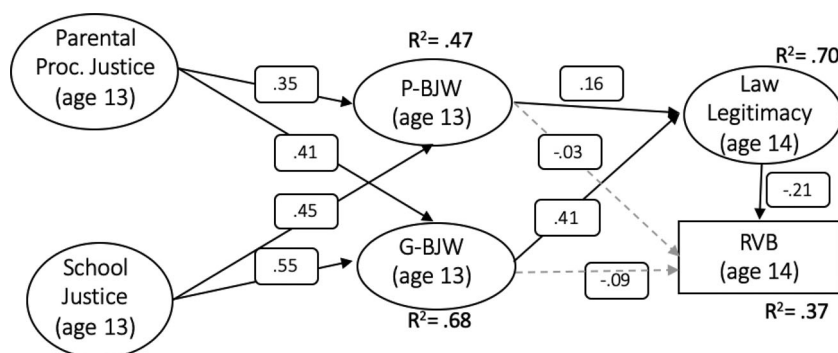 Parental
Proc. Justice
(age 13)
School
Justice
(age 13)
.35
.41
.45
.55
R²= .47
P-BJW
(age 13)
G-BJW
(age 13)
R²= .68
.16
-.03
.41
-.09
R²= .70
Law
Legitimacy
(age 14)
-.21
RVB
(age 14)
R²= .37